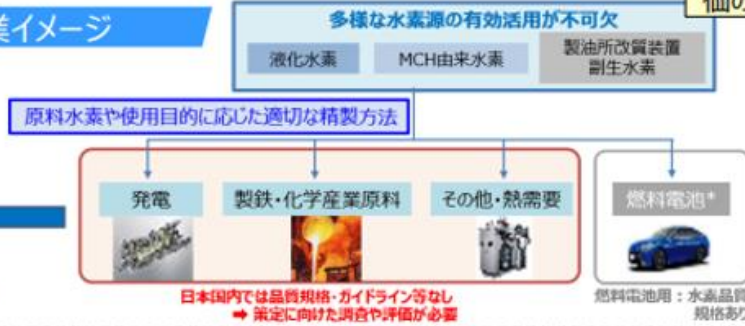 業イメージ
価の
多様な水素源の有効活用が不可欠
液化水素
MCH由来水素
製油所改質装置
副生水素
原料水素や使用目的に応じた適切な精製方法
発電
製鉄・化学産業原料
その他・熱需要
燃料電池*
日本国内では品質規格・ガイドライン等なし
➡ 策定に向けた調査や評価が必要
燃料電池用：水素品質
規格あり